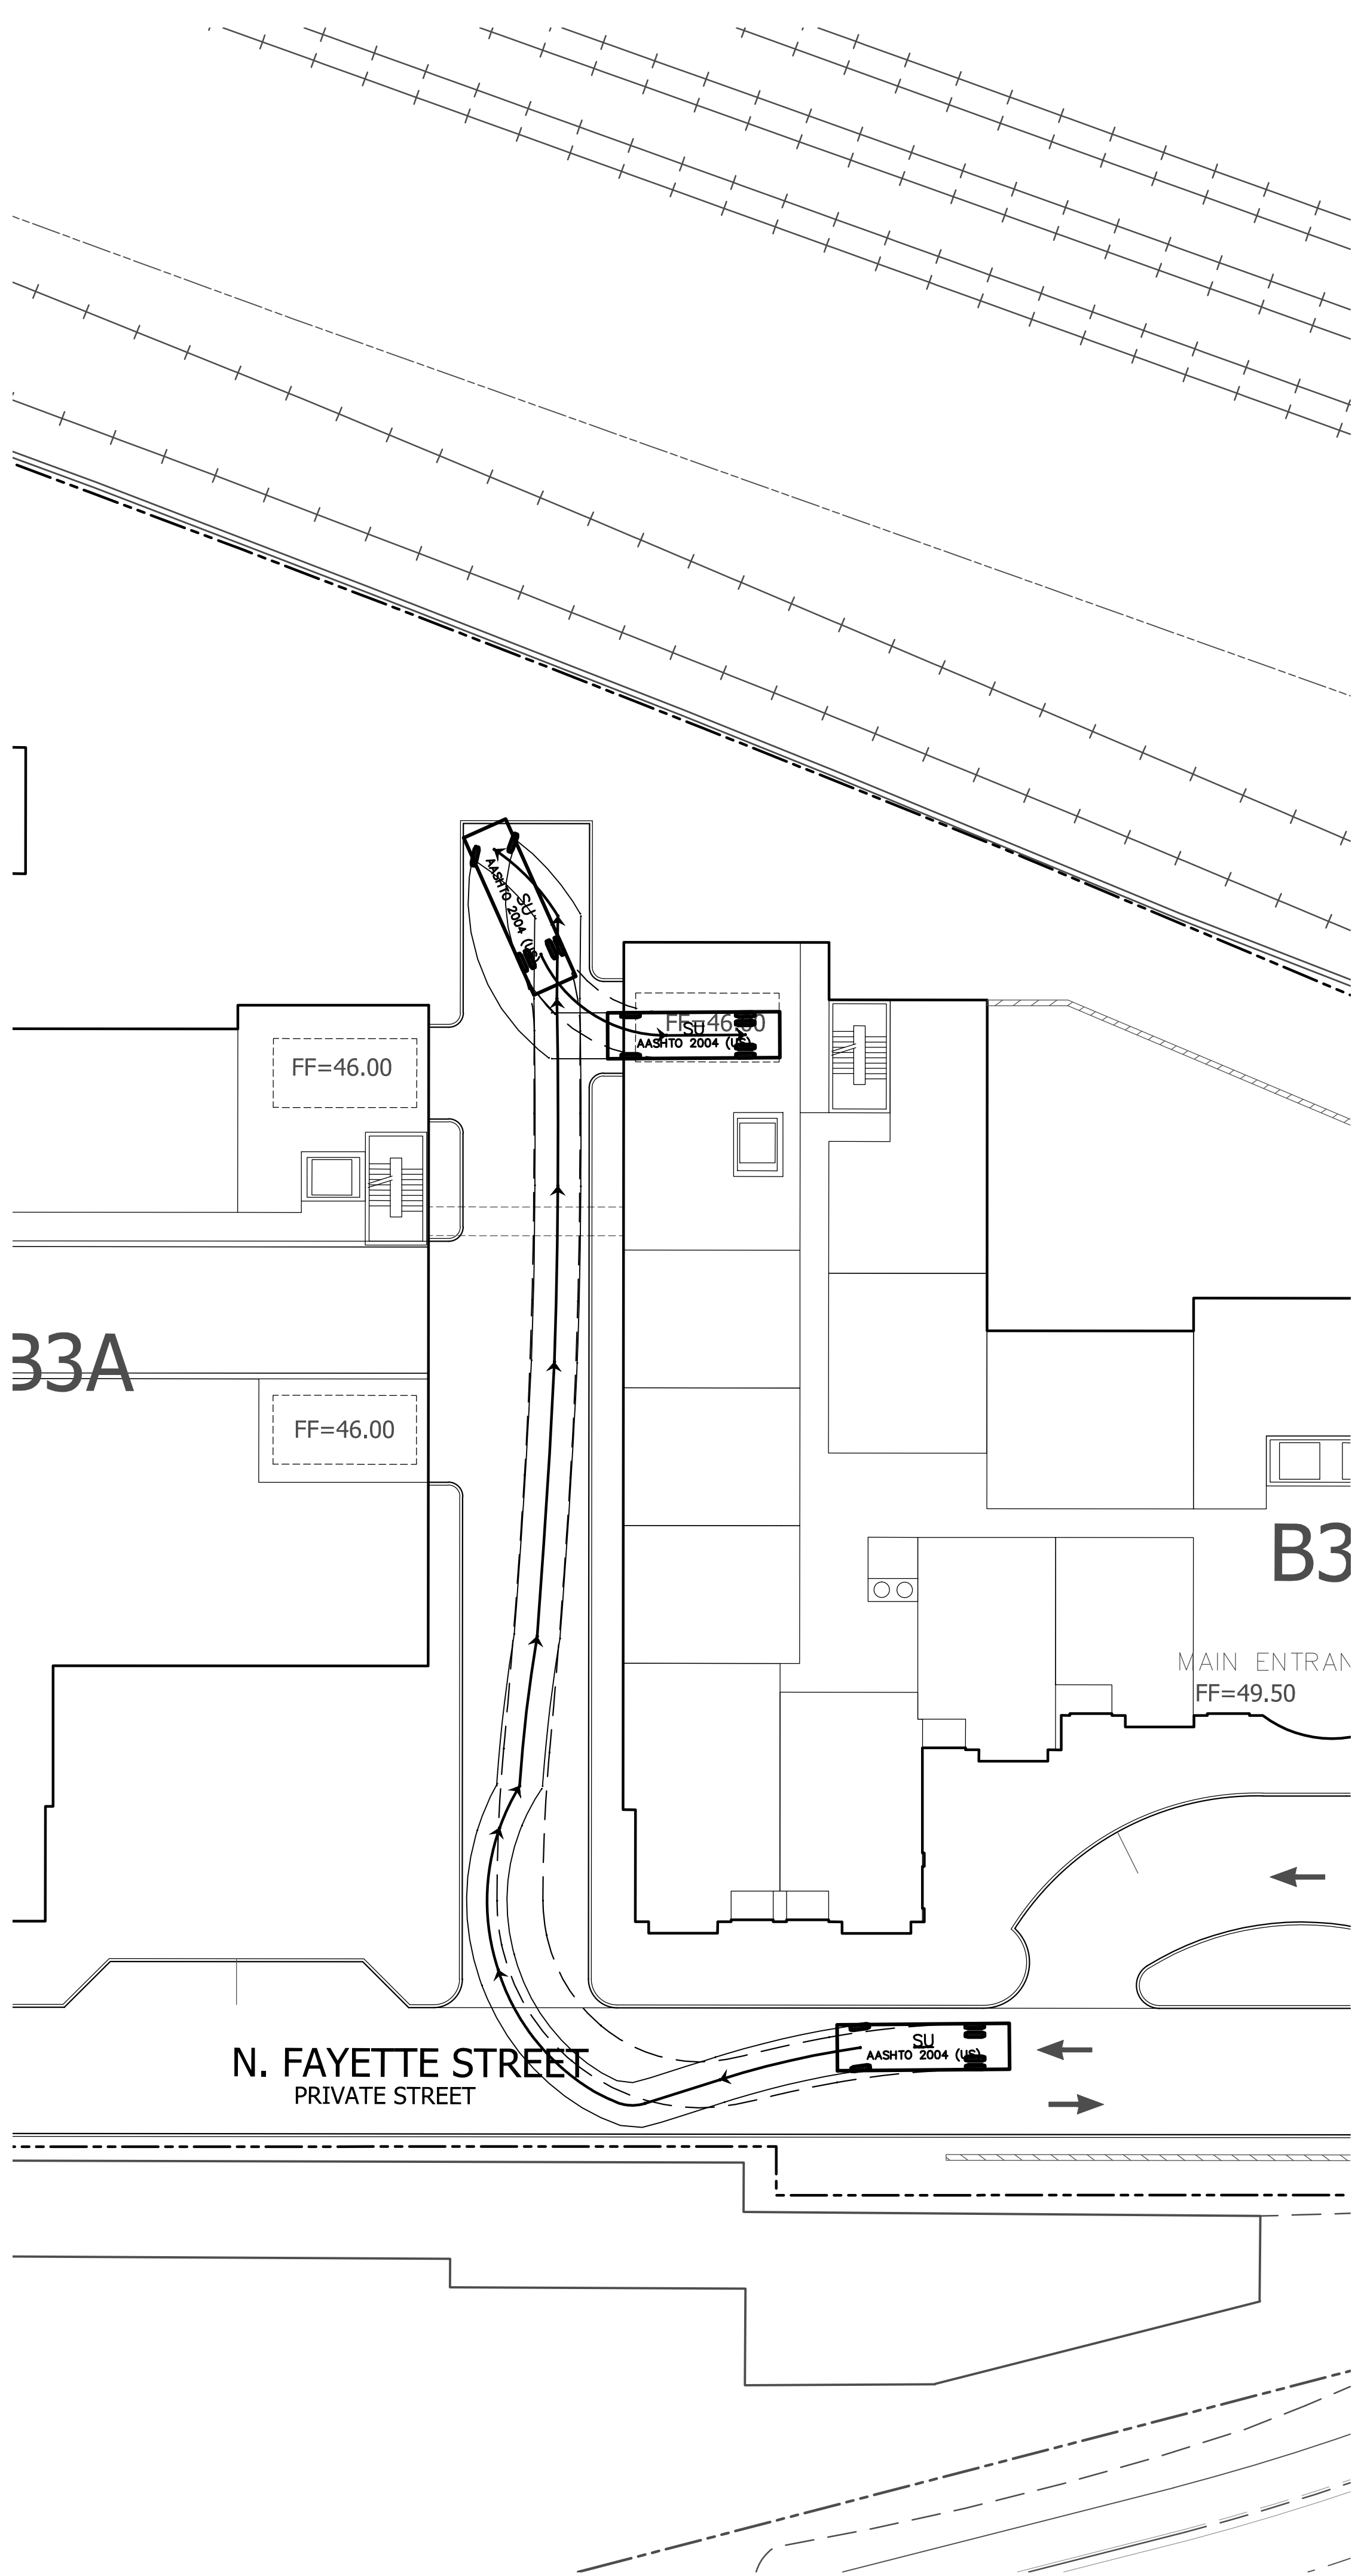 SU
AASHTO 2004 (US)
FF=46.00
SU
AASHTO 2004 (US)
FF=46.00
B3A
FF=46.00
B3
MAIN ENTRAN
FF=49.50
N. FAYETTE STREET
PRIVATE STREET
SU
AASHTO 2004 (US)